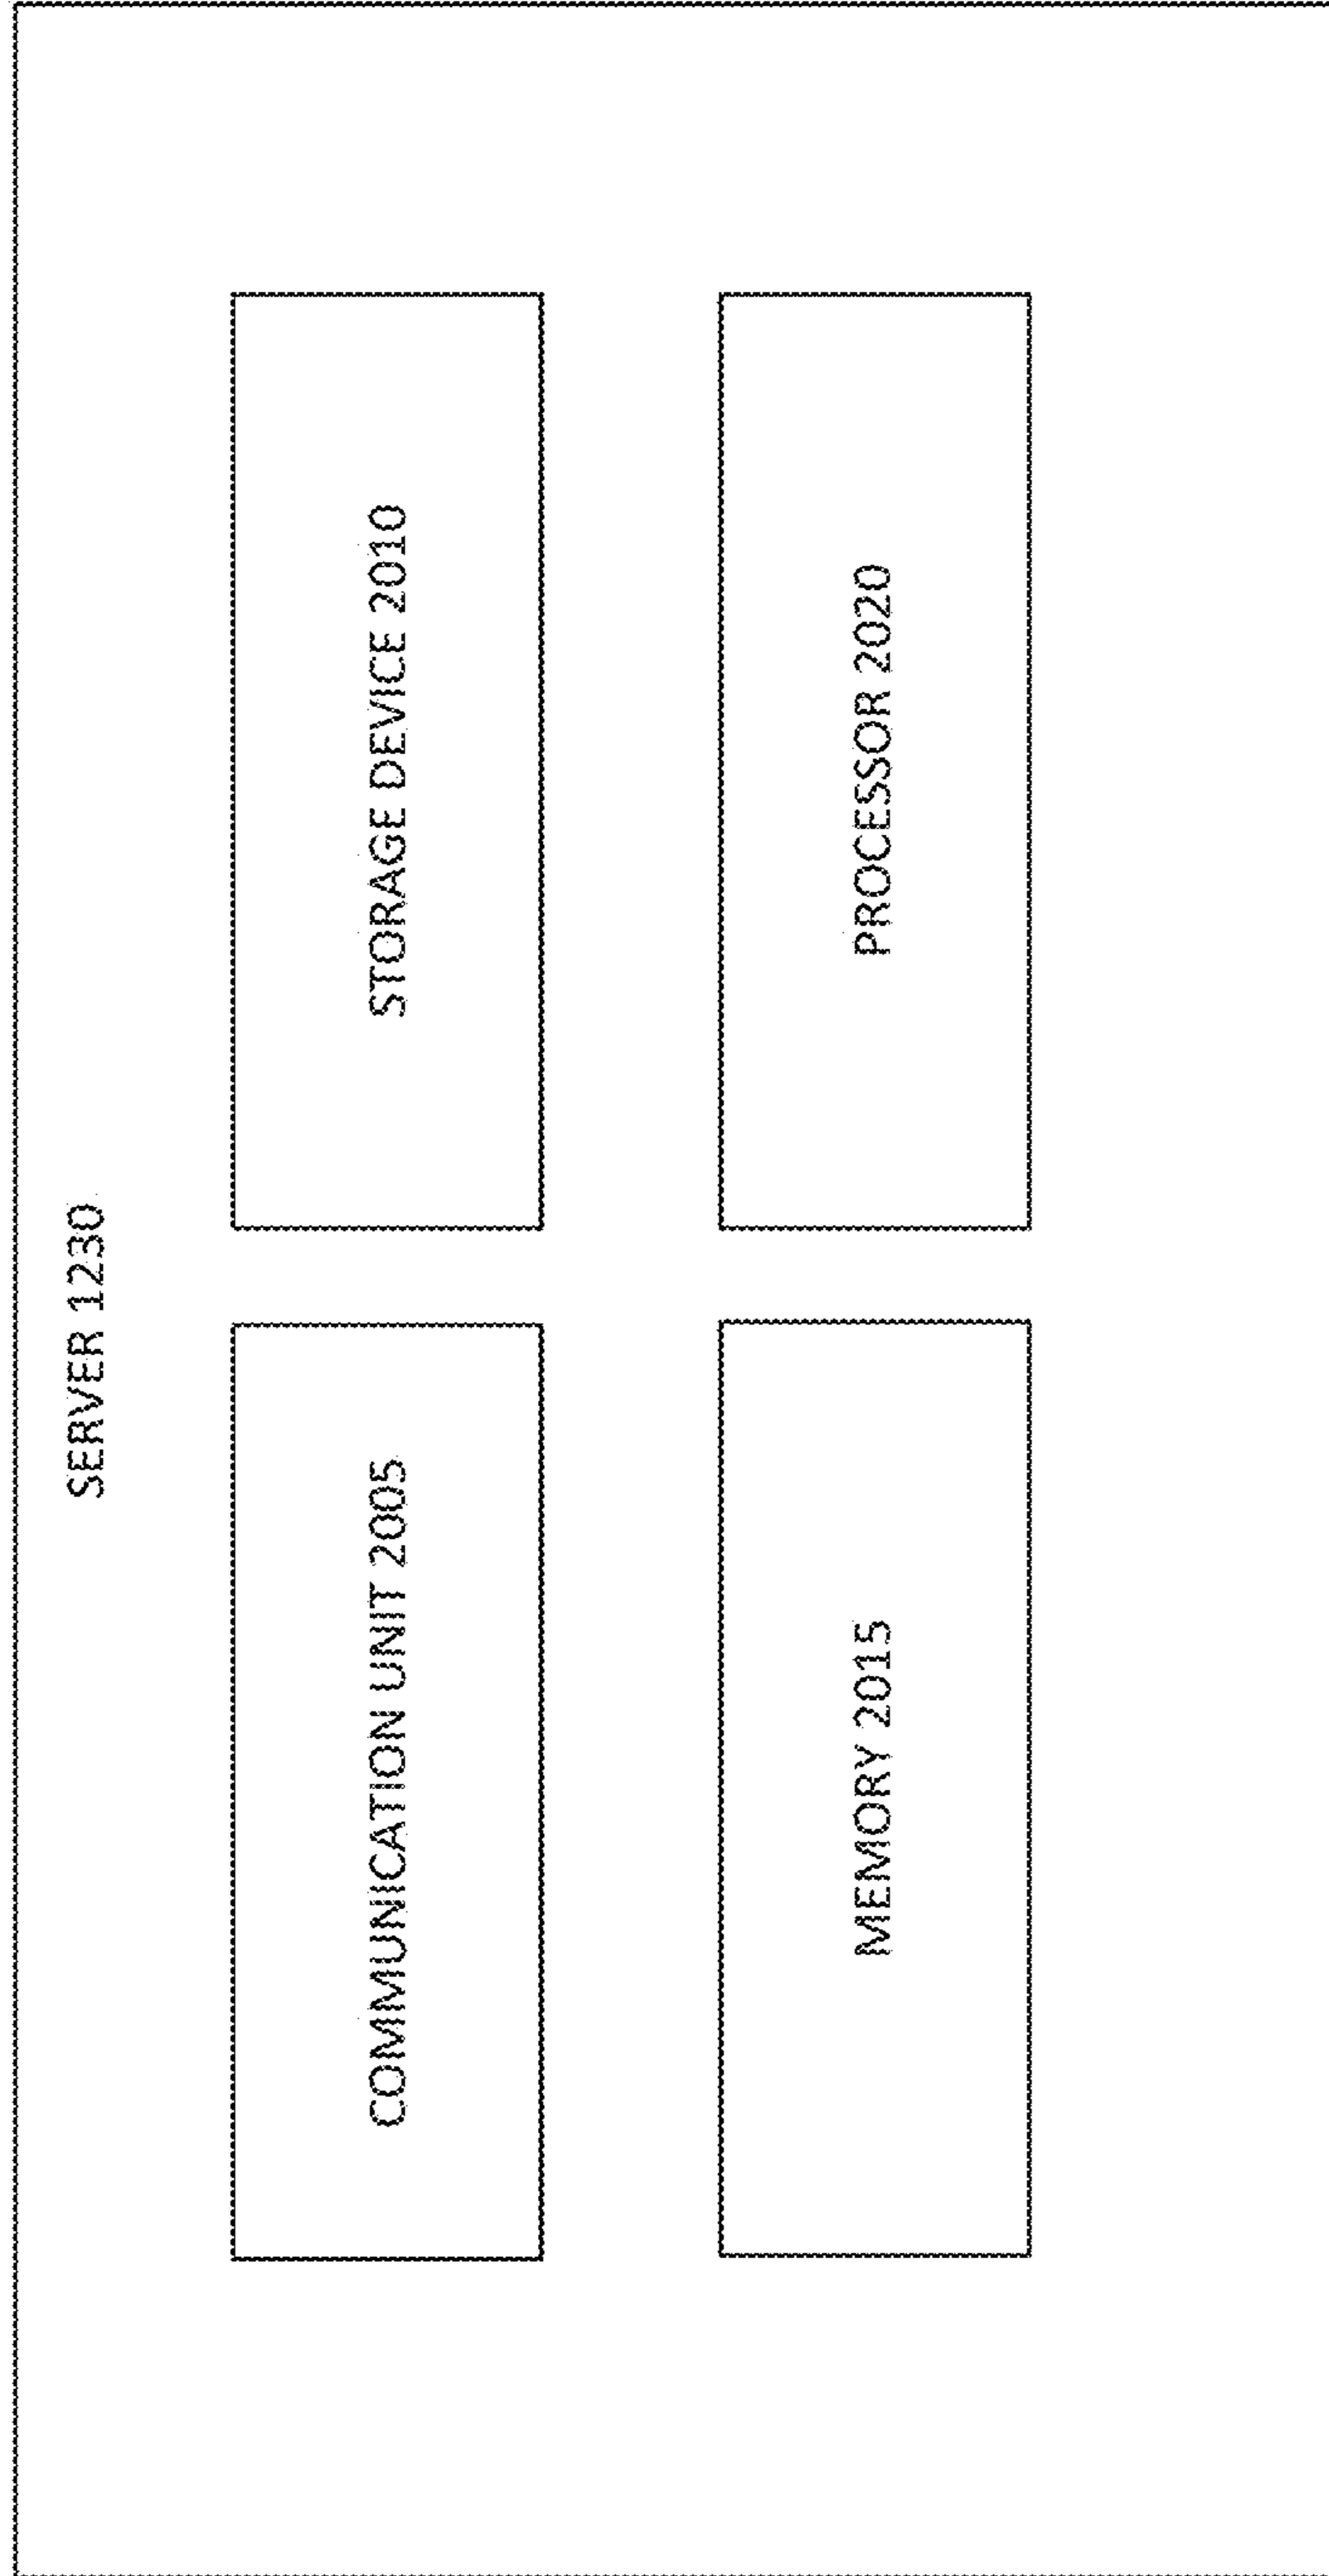 SERVER 1230
COMMUNICATION UNIT 2005
STORAGE DEVICE 2010
MEMORY 2015
PROCESSOR 2020